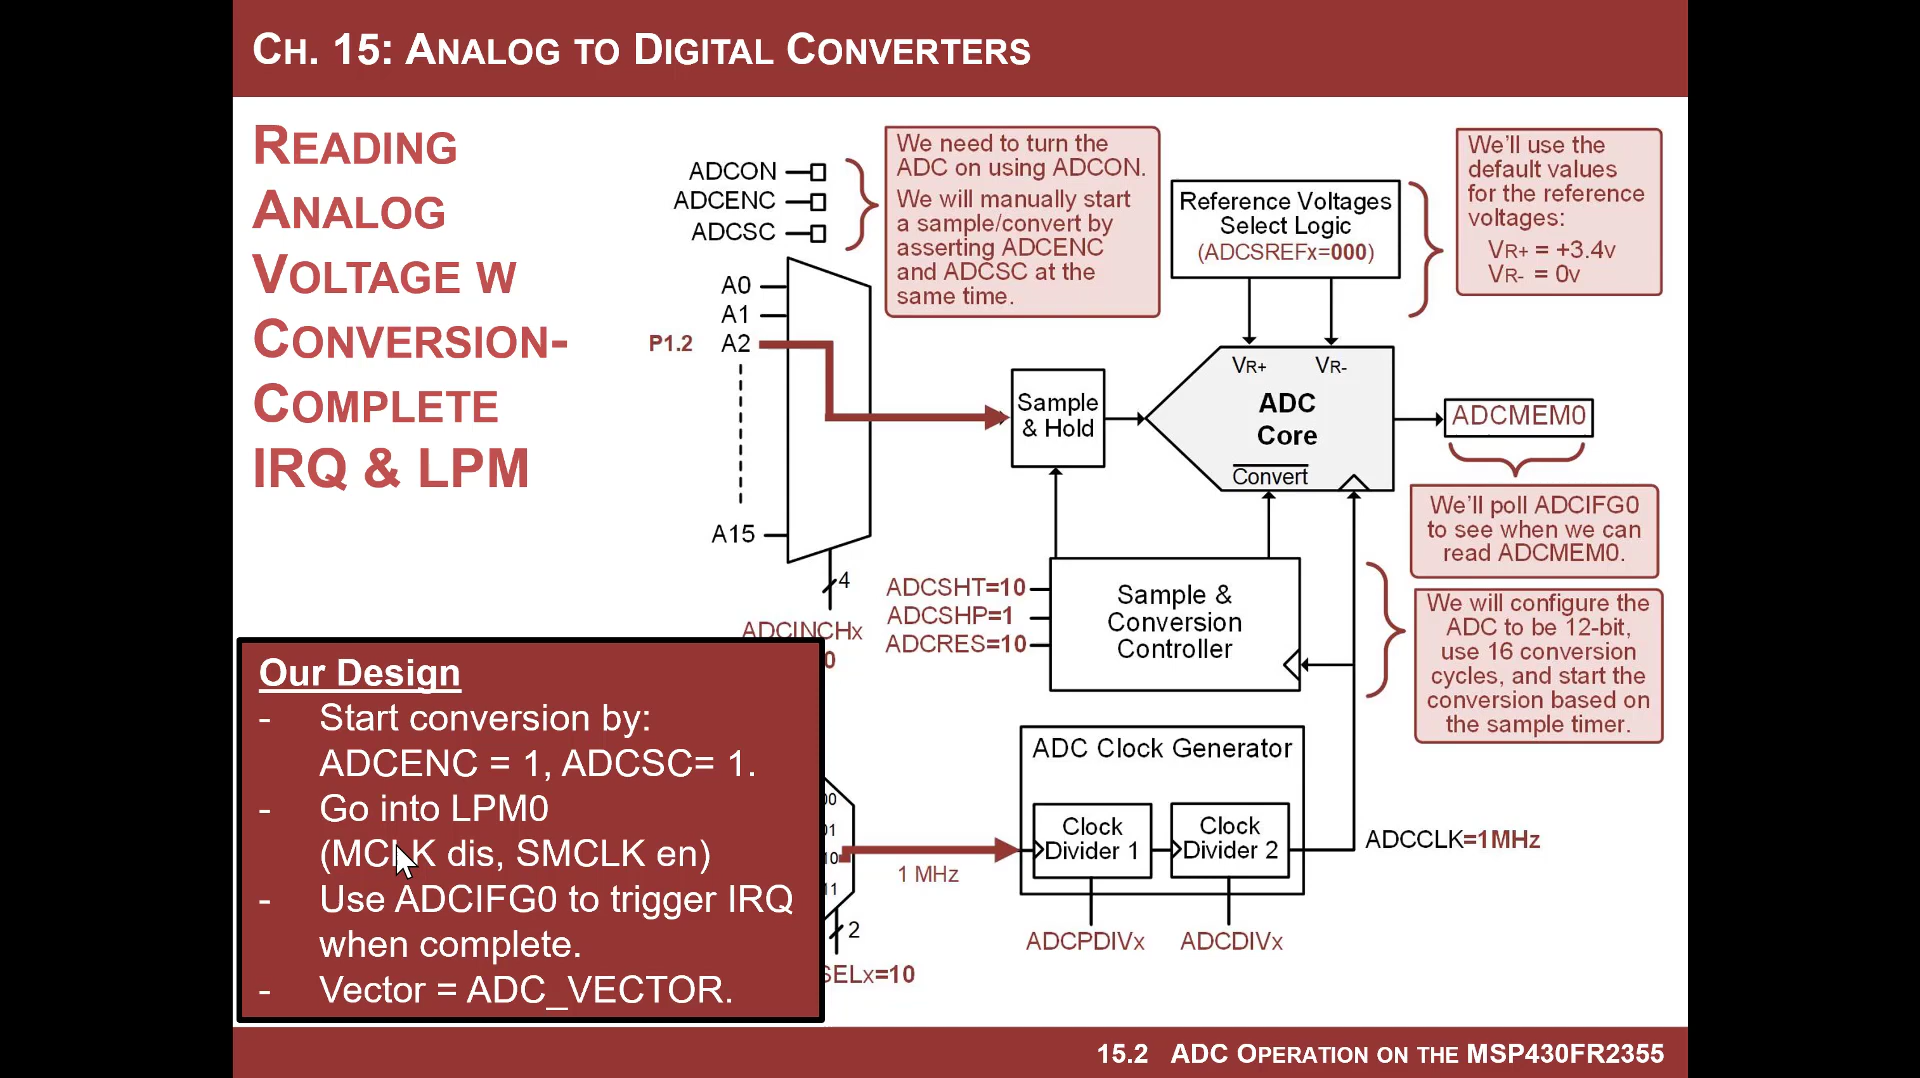 CH. 15: ANALOG TO DIGITAL CONVERTERS
READING
ANALOG
VOLTAGE W
CONVERSION-
COMPLETE
IRQ & LPM
ADCON
ADCENC
ADCSC
We need to turn the
ADC on using ADCON.
We will manually start
a sample/convert by
asserting ADCENC
and ADCSC at the
same time.
Reference Voltages
Select Logic
(ADCSREFx=000)
We'll use the
default values
for the reference
voltages:
VR+ = +3.4v
VR- = 0v
A0
A1
P1.2 A2
A15
4
ADCINCHx
0
Sample
& Hold
VR+ VR-
ADC
Core
Convert
ADCMEM0
We'll poll ADCIFG0
to see when we can
read ADCMEM0.
ADCSHT=10
ADCSHP=1
ADCRES=10
Sample &
Conversion
Controller
We will configure the
ADC to be 12-bit,
use 16 conversion
cycles, and start the
conversion based on
the sample timer.
Our Design
- Start conversion by:
ADCENC = 1, ADCSC= 1.
- Go into LPM0
(MCLK dis, SMCLK en)
- Use ADCIFG0 to trigger IRQ
when complete.
- Vector = ADC_VECTOR.
00
01
10
11
2
SELx=10
1 MHz
ADC Clock Generator
Clock
Divider 1
Clock
Divider 2
ADCPDIVx
ADCDIVx
ADCCLK=1MHz
15.2 ADC OPERATION ON THE MSP430FR2355